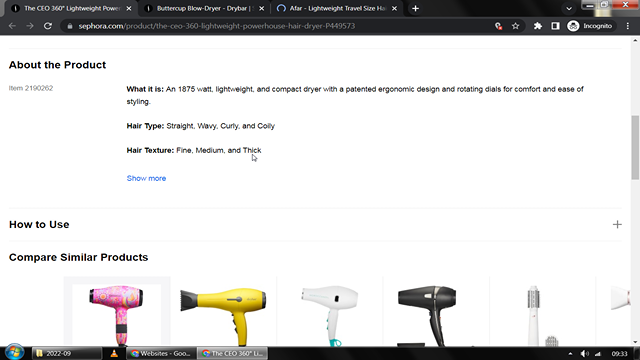 The CEO 360° Lightweight Power
Buttercup Blow-Dryer - Drybar |
Afar - Lightweight Travel Size Ha
sephora.com/product/the-ceo-360-lightweight-powerhouse-hair-dryer-P449573
Incognito
About the Product
Item 2190262
What it is: An 1875 watt, lightweight, and compact dryer with a patented ergonomic design and rotating dials for comfort and ease of
styling.
Hair Type: Straight, Wavy, Curly, and Coily
Hair Texture: Fine, Medium, and Thick
Show more
How to Use
Compare Similar Products
2022-09
Websites - Goo...
The CEO 360° Li...
09:33